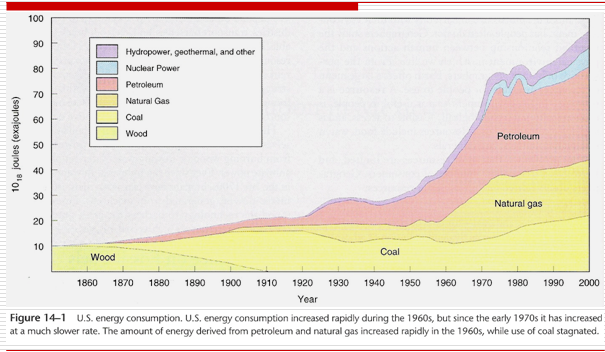 100
90
80
70
60
50
40
30
20
10
10 18 joules (exajoules)
Hydropower, geothermal, and other
Nuclear Power
Petroleum
Natural Gas
Coal
Wood
Petroleum
Natural gas
Coal
Wood
1860 1870 1880 1890 1900 1910 1920 1930 1940 1950 1960 1970 1980 1990 2000
Year
Figure 14–1 U.S. energy consumption. U.S. energy consumption increased rapidly during the 1960s, but since the early 1970s it has increased
at a much slower rate. The amount of energy derived from petroleum and natural gas increased rapidly in the 1960s, while use of coal stagnated.